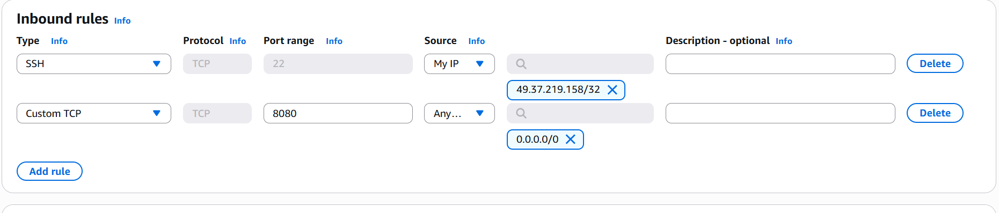 Inbound rules Info
Type Info Protocol Info Port range Info Source Info Description - optional Info
SSH TCP 22 My IP Delete
49.37.219.158/32
Custom TCP TCP 8080 Any... Delete
0.0.0.0/0
Add rule